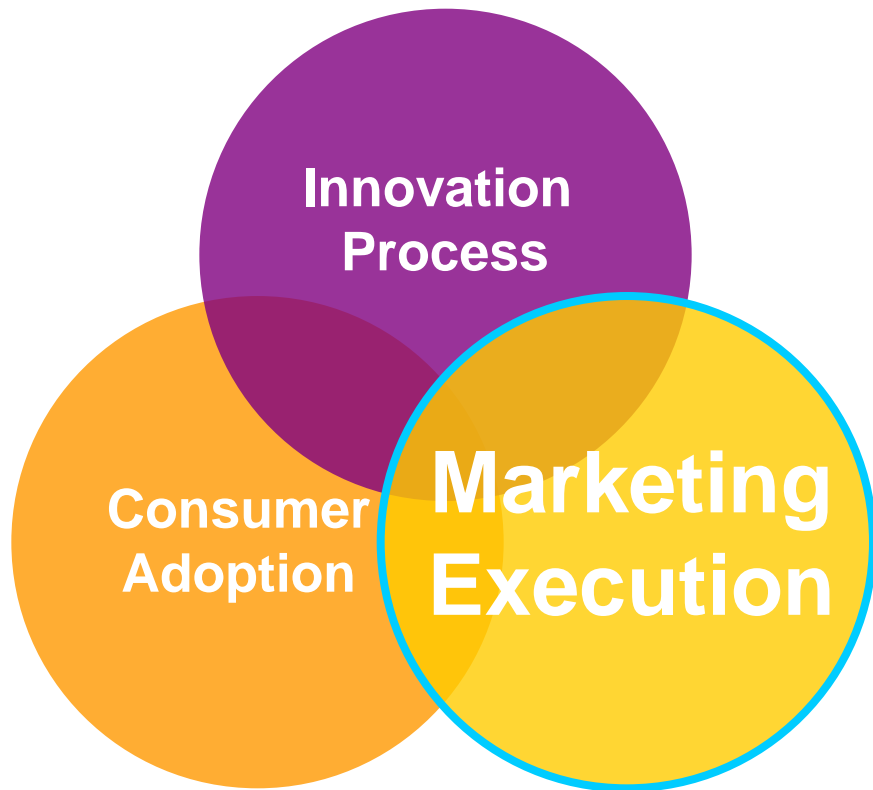 Innovation
Process
Consumer
Adoption
Marketing
Execution